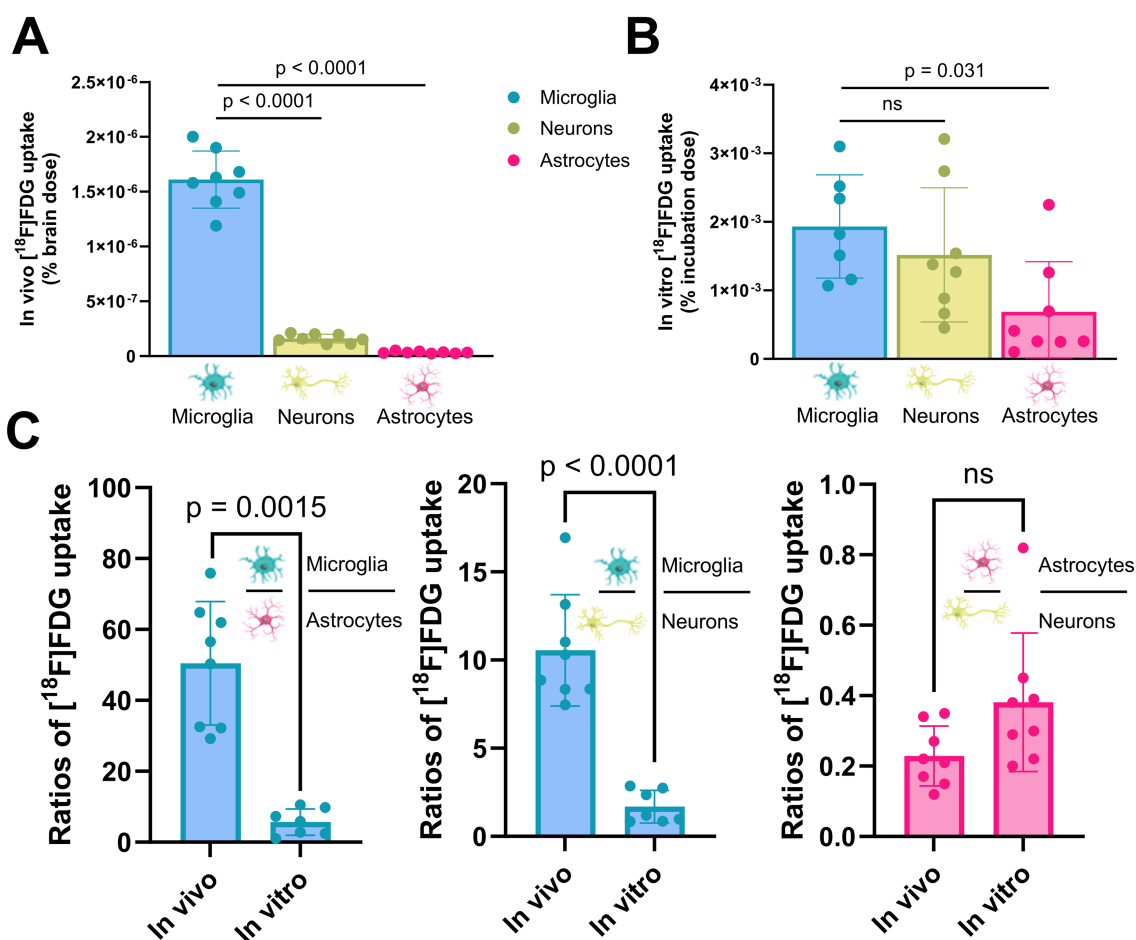 A
In vivo [¹⁸F]FDG uptake
(% brain dose)
2.5×10⁻⁶
2×10⁻⁶
1.5×10⁻⁶
1×10⁻⁶
5×10⁻⁷
0
p < 0.0001
p < 0.0001
Microglia
Neurons
Astrocytes
Microglia
Neurons
Astrocytes
B
In vitro [¹⁸F]FDG uptake
(% incubation dose)
4×10⁻³
3×10⁻³
2×10⁻³
1×10⁻³
0
p = 0.031
ns
Microglia
Neurons
Astrocytes
C
Ratios of [¹⁸F]FDG uptake
100
80
60
40
20
0
p = 0.0015
Microglia
Astrocytes
In vivo
In vitro
Ratios of [¹⁸F]FDG uptake
20
15
10
5
0
p < 0.0001
Microglia
Neurons
In vivo
In vitro
Ratios of [¹⁸F]FDG uptake
1.0
0.8
0.6
0.4
0.2
0.0
ns
Astrocytes
Neurons
In vivo
In vitro